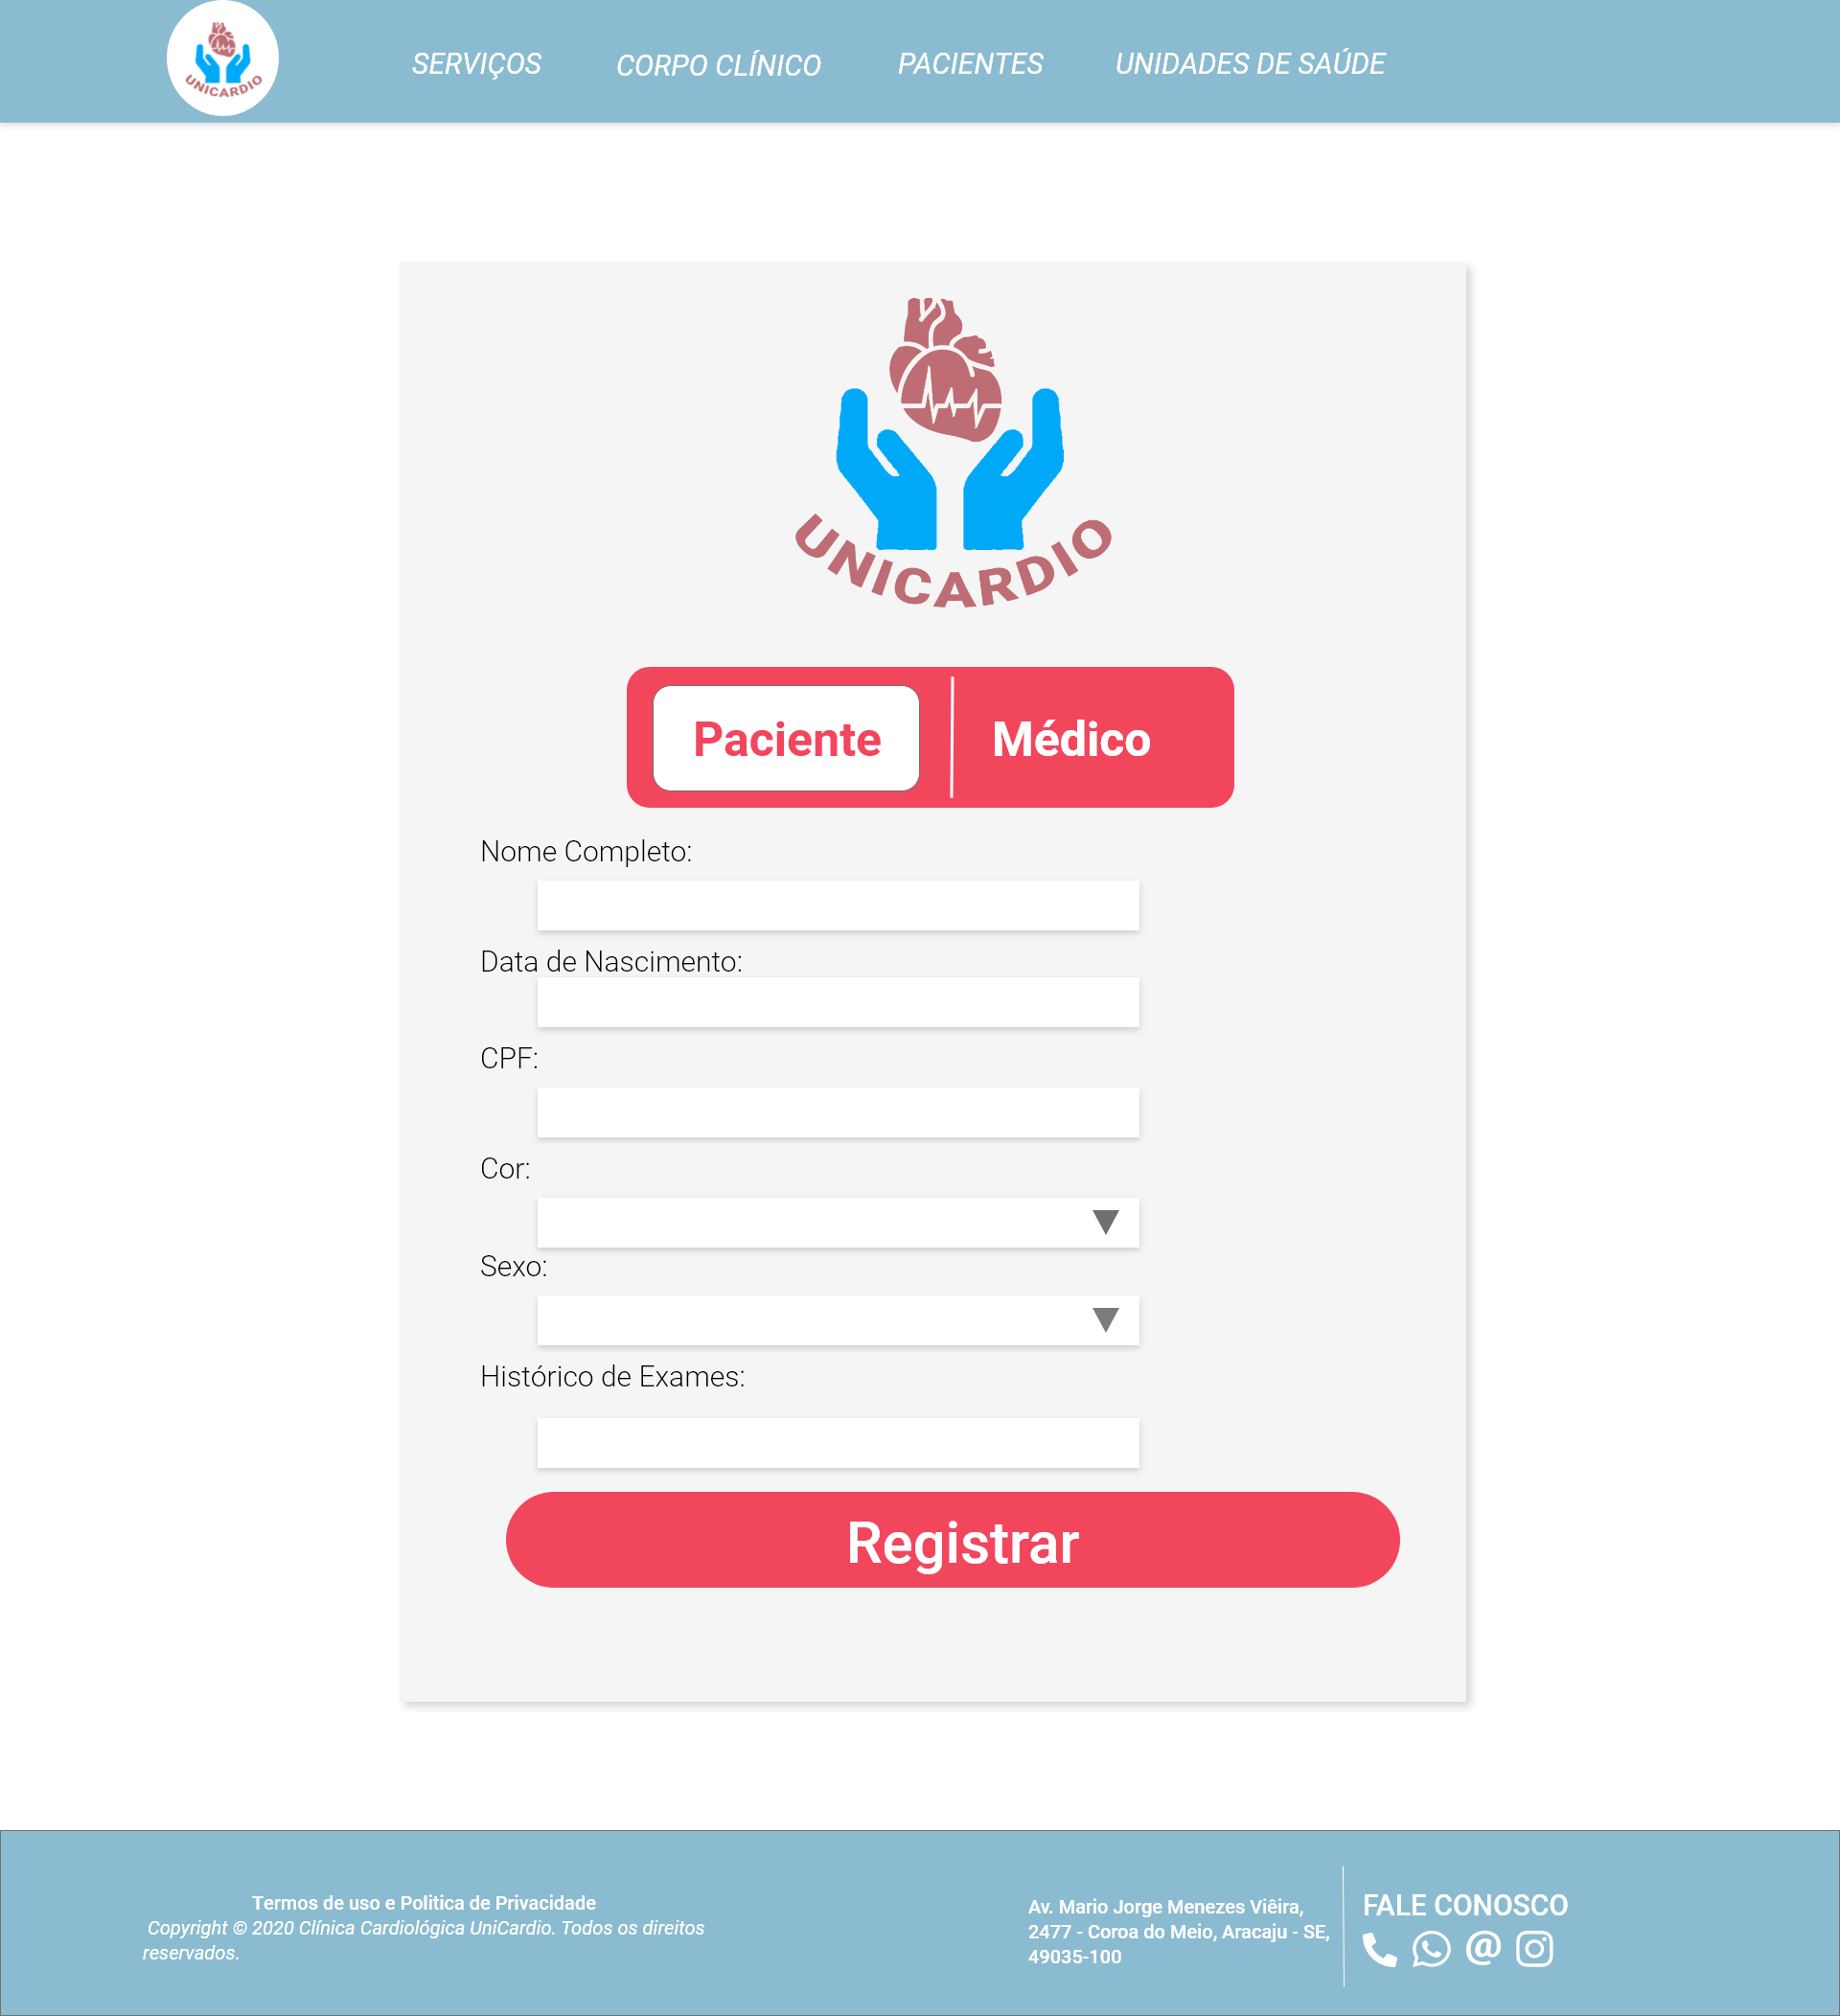 UNICARDIO
SERVIÇOS
CORPO CLÍNICO
PACIENTES
UNIDADES DE SAÚDE
UNICARDIO
Paciente
Médico
Nome Completo:
Data de Nascimento:
CPF:
Cor:
Sexo:
Histórico de Exames:
Registrar
Termos de uso e Politica de Privacidade
Copyright © 2020 Clínica Cardiológica UniCardio. Todos os direitos
reservados.
Av. Mario Jorge Menezes Viêira,
2477 - Coroa do Meio, Aracaju - SE,
49035-100
FALE CONOSCO